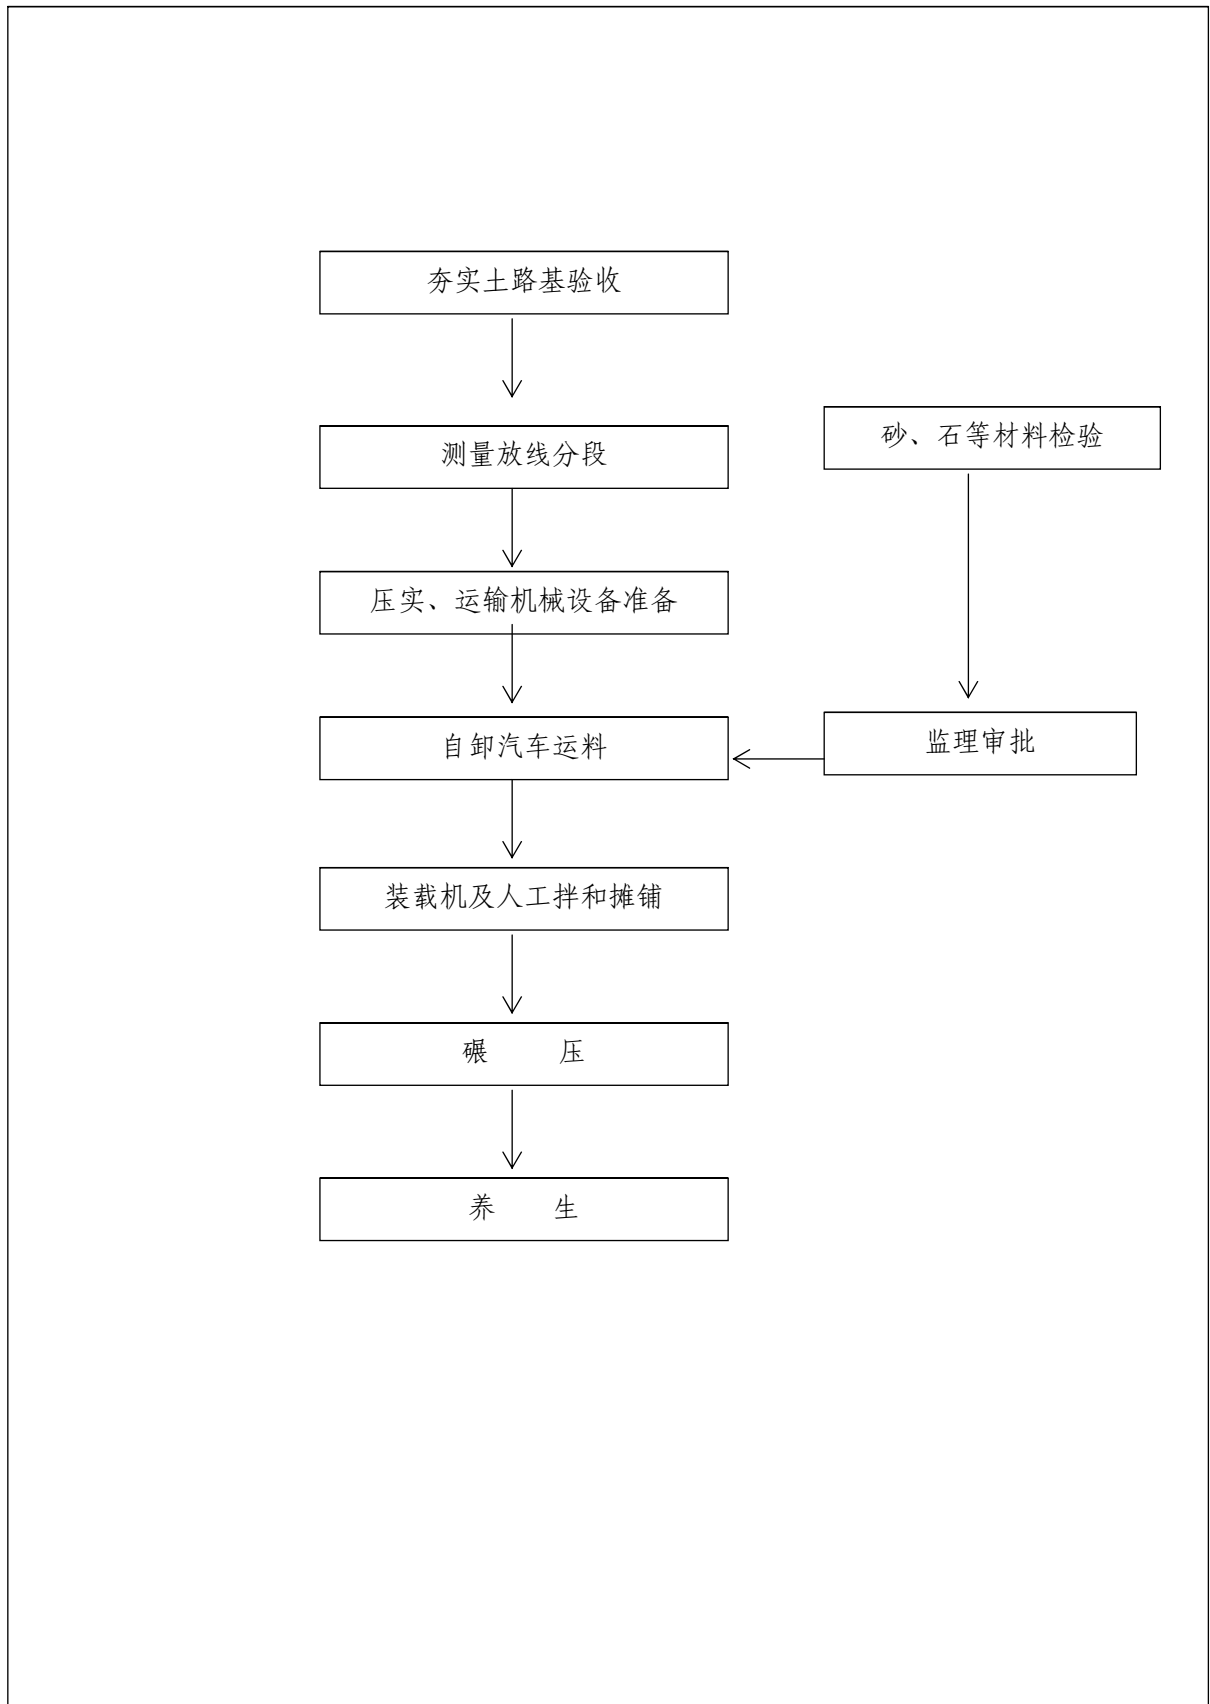 夯实土路基验收
测量放线分段
砂、石等材料检验
压实、运输机械设备准备
自卸汽车运料
监理审批
装载机及人工拌和摊铺
碾 压
养 生